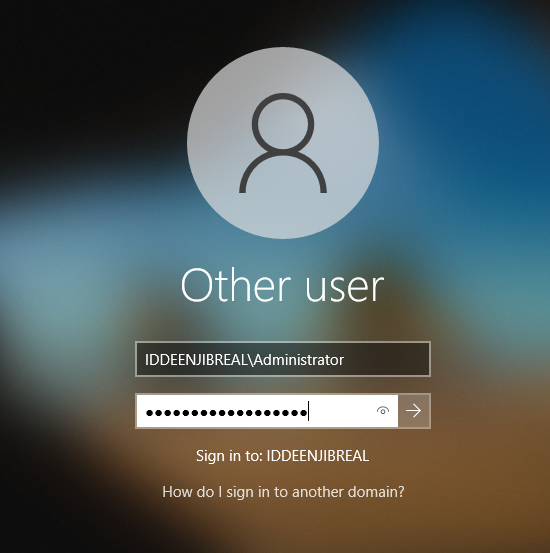 Other user
IDDEENJIBREAL\Administrator
••••••••••••••••••
Sign in to: IDDEENJIBREAL
How do I sign in to another domain?